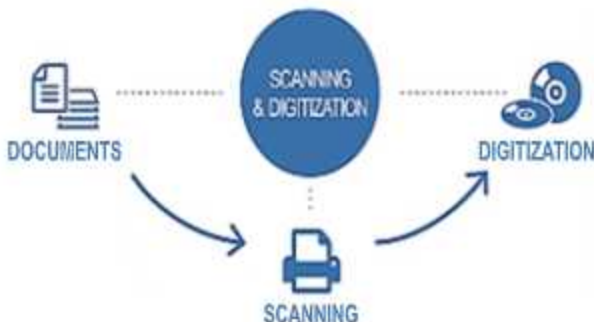 SCANNING
& DIGITIZATION
DOCUMENTS
DIGITIZATION
SCANNING